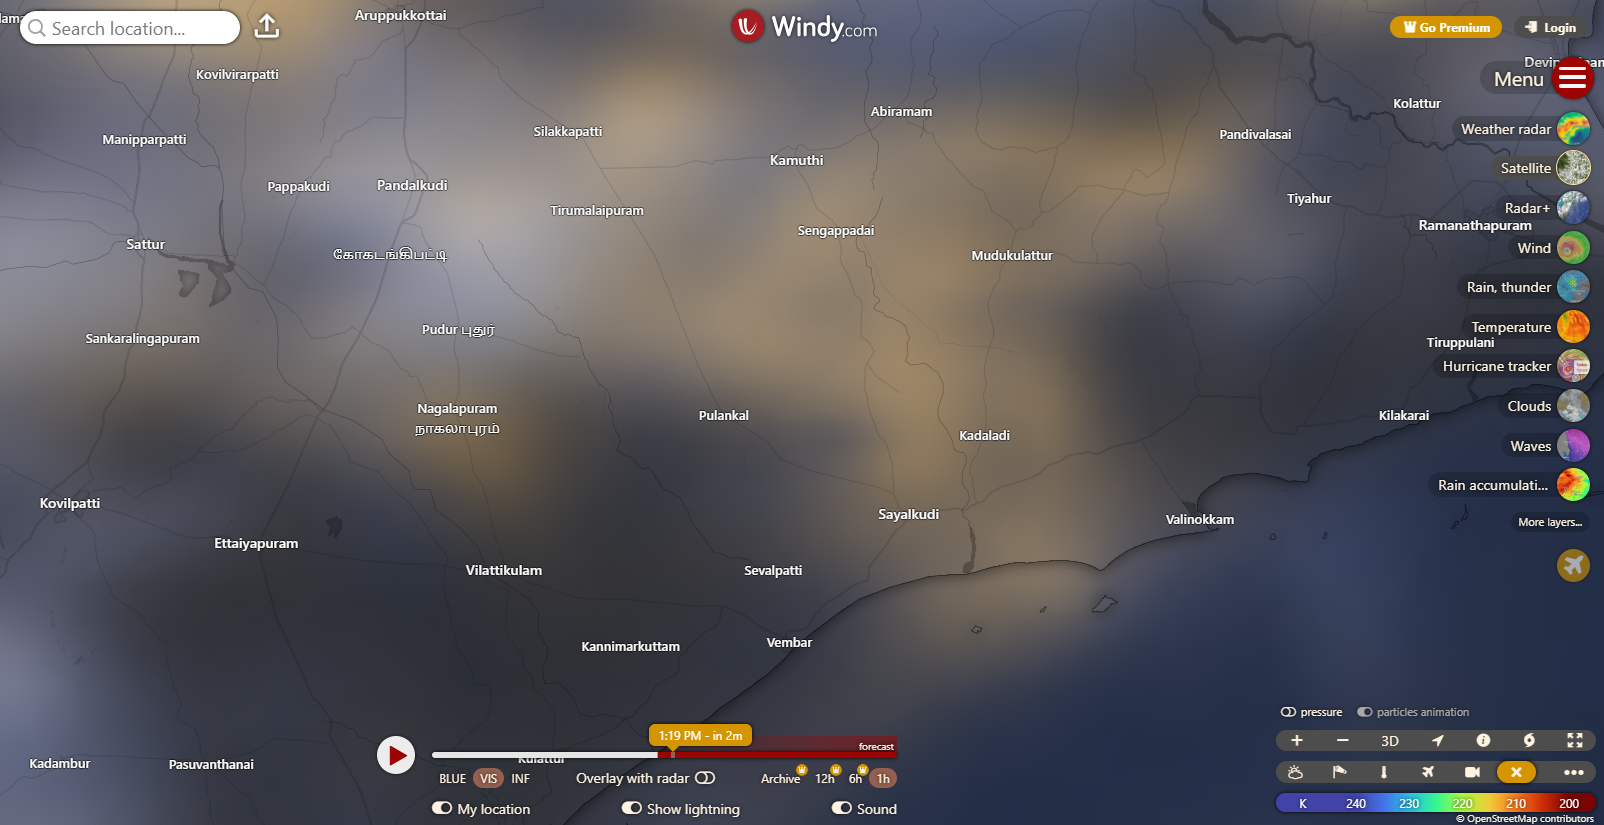 Aruppukkottai
Search location...
Windy.com
Go Premium
Login
Kovilvirarpatti
Menu
Kolattur
Abiramam
Manipparpatti
Silakkapatti
Pandivalasai
Weather radar
Kamuthi
Satellite
Pappakudi
Pandalkudi
Tiyahur
Tirumalaipuram
Radar+
Ramanathapuram
Sengappadai
Sattur
கோகடங்கிபட்டி
Mudukulattur
Wind
Rain, thunder
Pudur புதுர்
Temperature
Sankaralingapuram
Tiruppulani
Hurricane tracker
Nagalapuram
நாகலாபுரம்
Pulankal
Clouds
Kilakarai
Kadaladi
Waves
Rain accumulati...
Kovilpatti
Sayalkudi
Valinokkam
More layers...
Ettaiyapuram
Vilattikulam
Sevalpatti
Kannimarkuttam
Vembar
pressure
particles animation
1:19 PM - in 2m
forecast
3D
Kadambur
Pasuvanthanai
Kulattur
BLUE
VIS
INF
Overlay with radar
Archive
12h
6h
1h
My location
Show lightning
Sound
K 240 230 220 210 200
© OpenStreetMap contributors